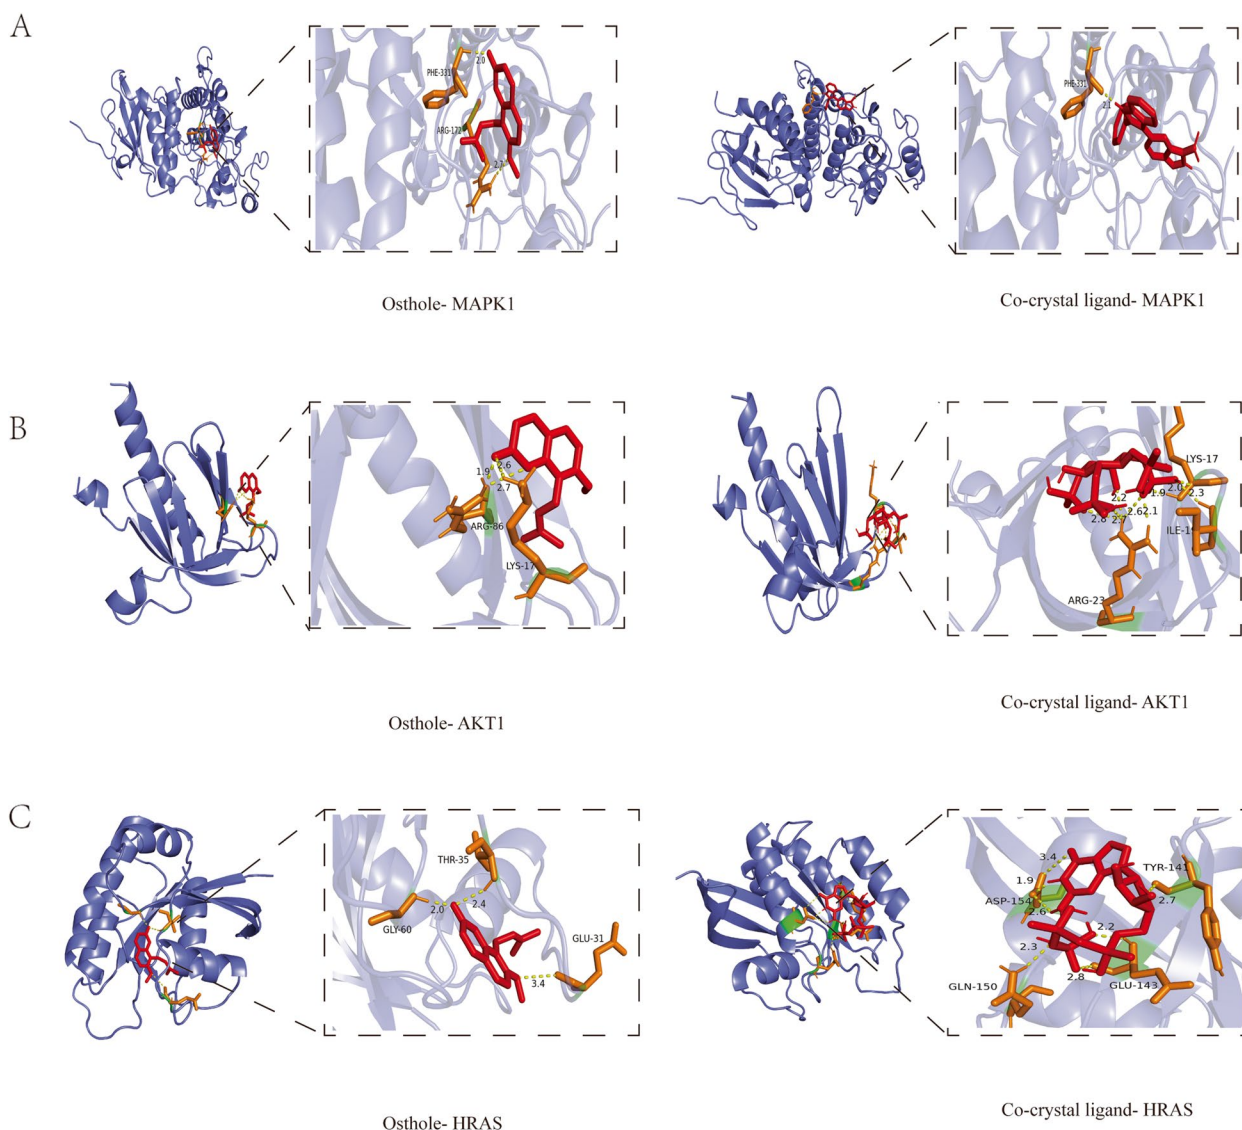 A
PHE-331
2.0
ARG-172
2.2
PHE-331
2.1
Osthole- MAPK1
Co-crystal ligand- MAPK1
B
1.9
2.6
2.7
ARG-86
LYS-17
LYS-17
2.0
1.9
2.3
2.2
2.6
2.1
2.8
2.7
ARG-23
Osthole- AKT1
Co-crystal ligand- AKT1
C
THR-35
2.0
2.4
GLY-60
GLU-31
3.4
3.4
TYR-141
1.9
ASP-154
2.7
2.6
2.2
2.3
2.8
GLN-150
GLU-143
Osthole- HRAS
Co-crystal ligand- HRAS